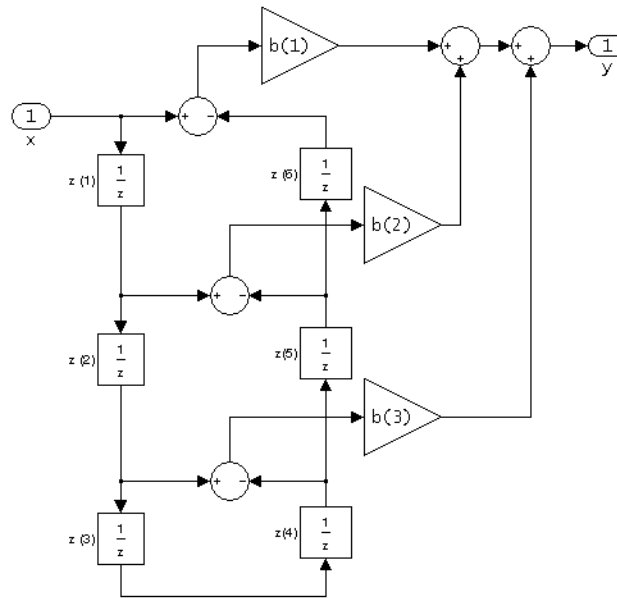 b(1)
1
y
1
x
z (1)
1
z
z(6)
1
z
b(2)
z (2)
1
z
z(5)
1
z
b(3)
z (3)
1
z
z(4)
1
z